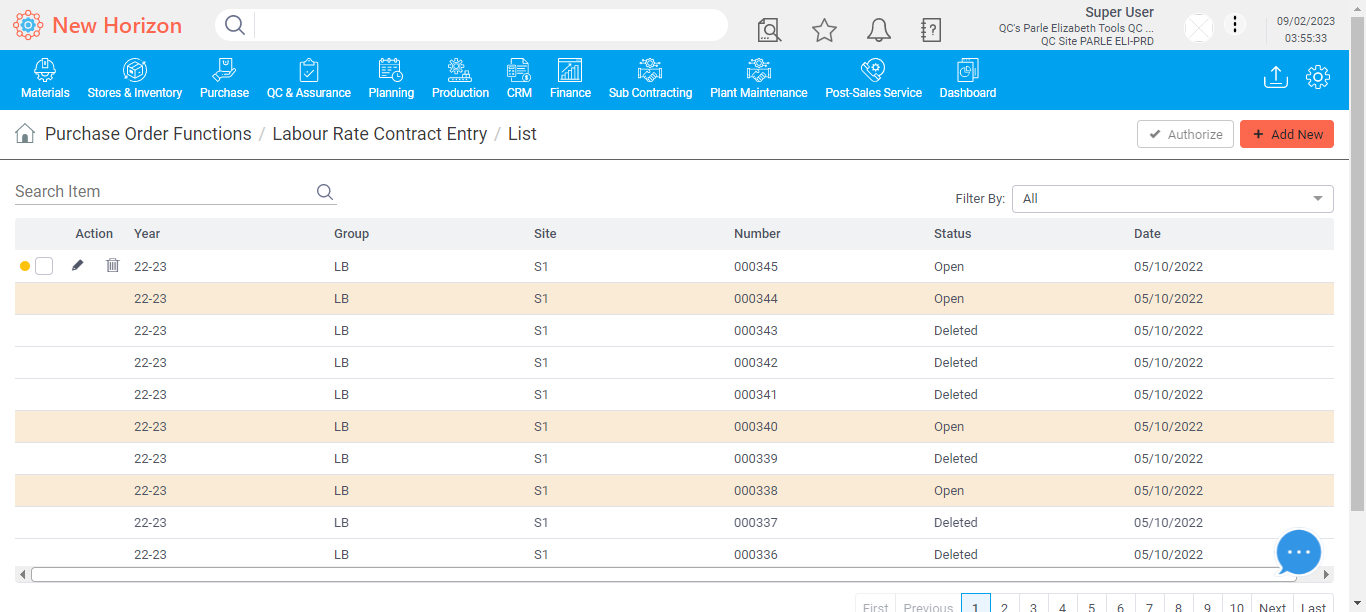 New Horizon
Super User
QC's Parle Elizabeth Tools QC ...
QC Site PARLE ELI-PRD
09/02/2023
03:55:33
Materials Stores & Inventory Purchase QC & Assurance Planning Production CRM Finance Sub Contracting Plant Maintenance Post-Sales Service Dashboard
Purchase Order Functions / Labour Rate Contract Entry / List
Authorize
+ Add New
Search Item
Filter By: All
Action Year Group Site Number Status Date
22-23 LB S1 000345 Open 05/10/2022
22-23 LB S1 000344 Open 05/10/2022
22-23 LB S1 000343 Deleted 05/10/2022
22-23 LB S1 000342 Deleted 05/10/2022
22-23 LB S1 000341 Deleted 05/10/2022
22-23 LB S1 000340 Open 05/10/2022
22-23 LB S1 000339 Deleted 05/10/2022
22-23 LB S1 000338 Open 05/10/2022
22-23 LB S1 000337 Deleted 05/10/2022
22-23 LB S1 000336 Deleted 05/10/2022
First Previous 1 2 3 4 5 6 7 8 9 10 Next Last